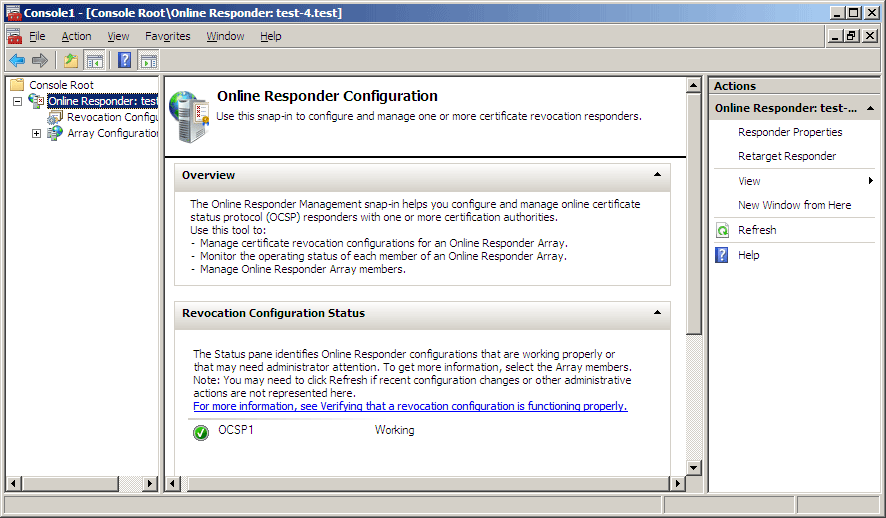 Console1 - [Console Root\Online Responder: test-4.test]
File Action View Favorites Window Help
Console Root
Online Responder: test
Revocation Configu
Array Configuration
Online Responder Configuration
Use this snap-in to configure and manage one or more certificate revocation responders.
Overview
The Online Responder Management snap-in helps you configure and manage online certificate
status protocol (OCSP) responders with one or more certification authorities.
Use this tool to:
- Manage certificate revocation configurations for an Online Responder Array.
- Monitor the operating status of each member of an Online Responder Array.
- Manage Online Responder Array members.
Revocation Configuration Status
The Status pane identifies Online Responder configurations that are working properly or
that may need administrator attention. To get more information, select the Array members.
Note: You may need to click Refresh if recent configuration changes or other administrative
actions are not represented here.
For more information, see Verifying that a revocation configuration is functioning properly.
OCSP1 Working
Actions
Online Responder: test-...
Responder Properties
Retarget Responder
View
New Window from Here
Refresh
Help